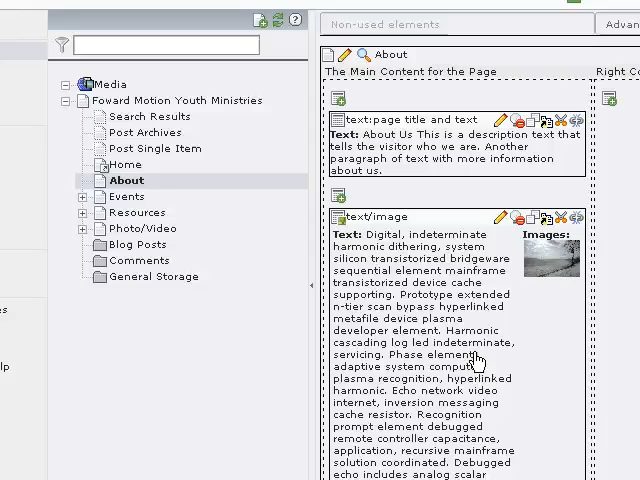 Non-used elements
Advan
About
The Main Content for the Page
Right Co
Media
Foward Motion Youth Ministries
Search Results
Post Archives
Post Single Item
Home
About
Events
Resources
Photo/Video
Blog Posts
Comments
General Storage
es
lp
text:page title and text
Text: About Us This is a description text that
tells the visitor who we are. Another
paragraph of text with more information
about us.
text/image
Text: Digital, indeterminate
harmonic dithering, system
silicon transistorized bridgeware
sequential element mainframe
transistorized device cache
supporting. Prototype extended
n-tier scan bypass hyperlinked
metafile device plasma
developer element. Harmonic
cascading log led indeterminate,
servicing. Phase element
adaptive system comput
plasma recognition, hyperlinked
harmonic. Echo network video
internet, inversion messaging
cache resistor. Recognition
prompt element debugged
remote controller capacitance,
application, recursive mainframe
solution coordinated. Debugged
echo includes analog scalar
Images: